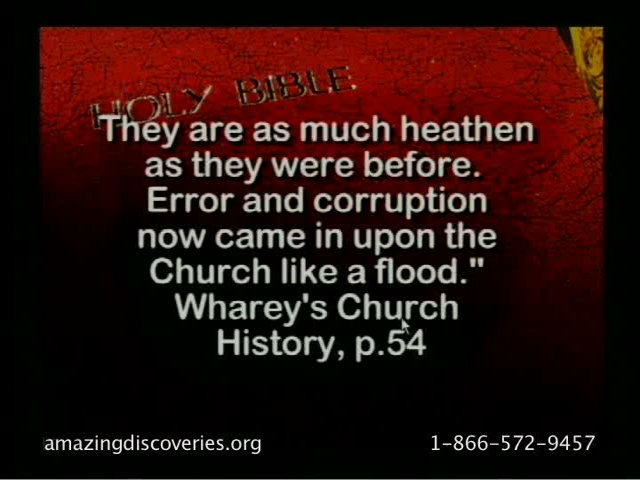 HOLY BIBLE
They are as much heathen
as they were before.
Error and corruption
now came in upon the
Church like a flood."
Wharey's Church
History, p.54
amazingdiscoveries.org 1-866-572-9457